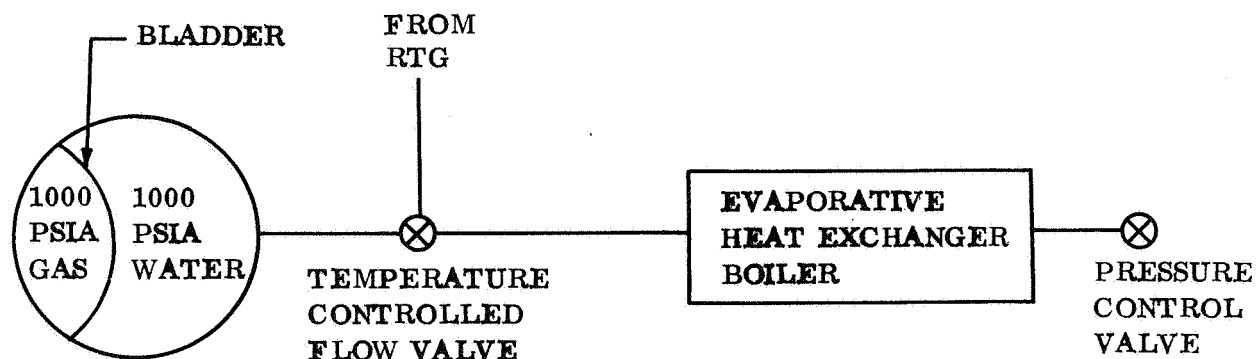 BLADDER
FROM
RTG
1000
PSIA
GAS
1000
PSIA
WATER
TEMPERATURE
CONTROLLED
FLOW VALVE
EVAPORATIVE
HEAT EXCHANGER
BOILER
PRESSURE
CONTROL
VALVE